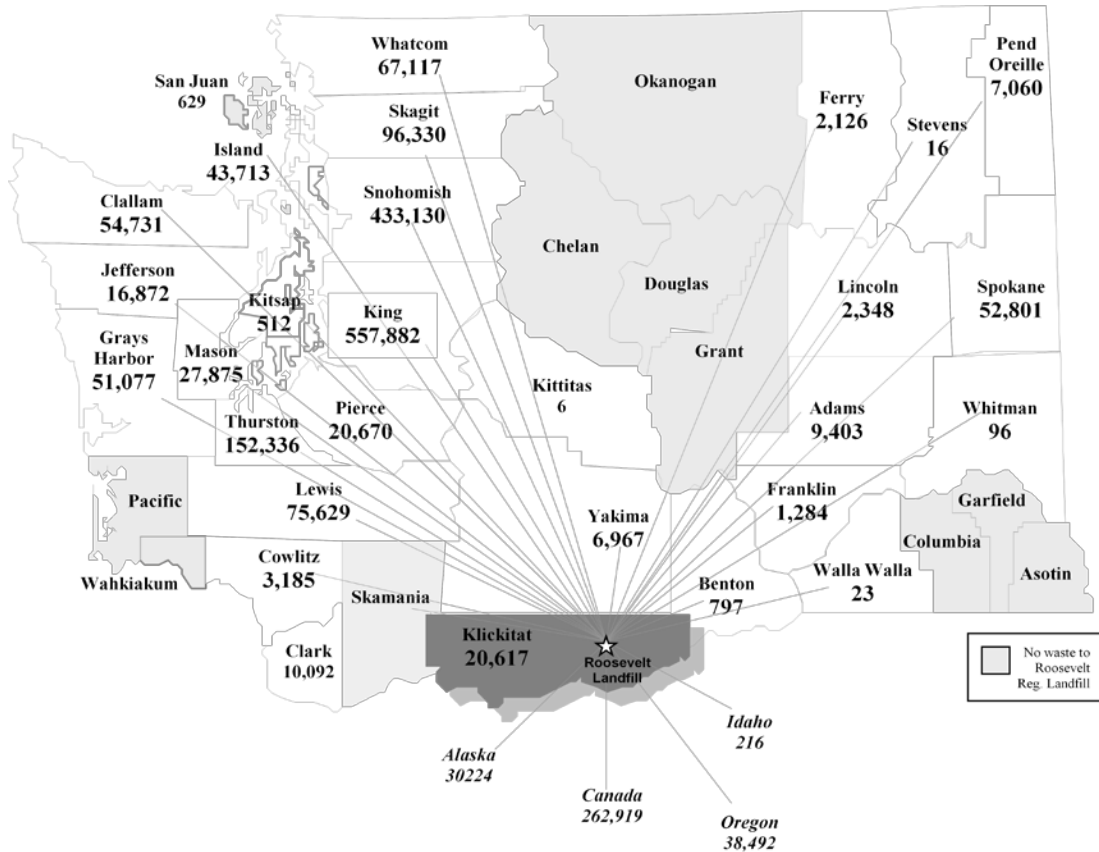 Whatcom
67,117
Okanogan
Pend
Oreille
7,060
San Juan
629
Skagit
96,330
Ferry
2,126
Stevens
16
Island
43,713
Snohomish
433,130
Clallam
54,731
Chelan
Jefferson
16,872
Douglas
Lincoln
2,348
Spokane
52,801
Kitsap
512
King
557,882
Grays
Harbor
51,077
Mason
27,875
Grant
Kittitas
6
Pierce
20,670
Thurston
152,336
Adams
9,403
Whitman
96
Lewis
75,629
Pacific
Franklin
1,284
Garfield
Yakima
6,967
Columbia
Cowlitz
3,185
Wahkiakum
Walla Walla
23
Asotin
Benton
797
Skamania
Klickitat
20,617
Clark
10,092
Roosevelt
Landfill
No waste to
Roosevelt
Reg. Landfill
Idaho
216
Alaska
30224
Canada
262,919
Oregon
38,492